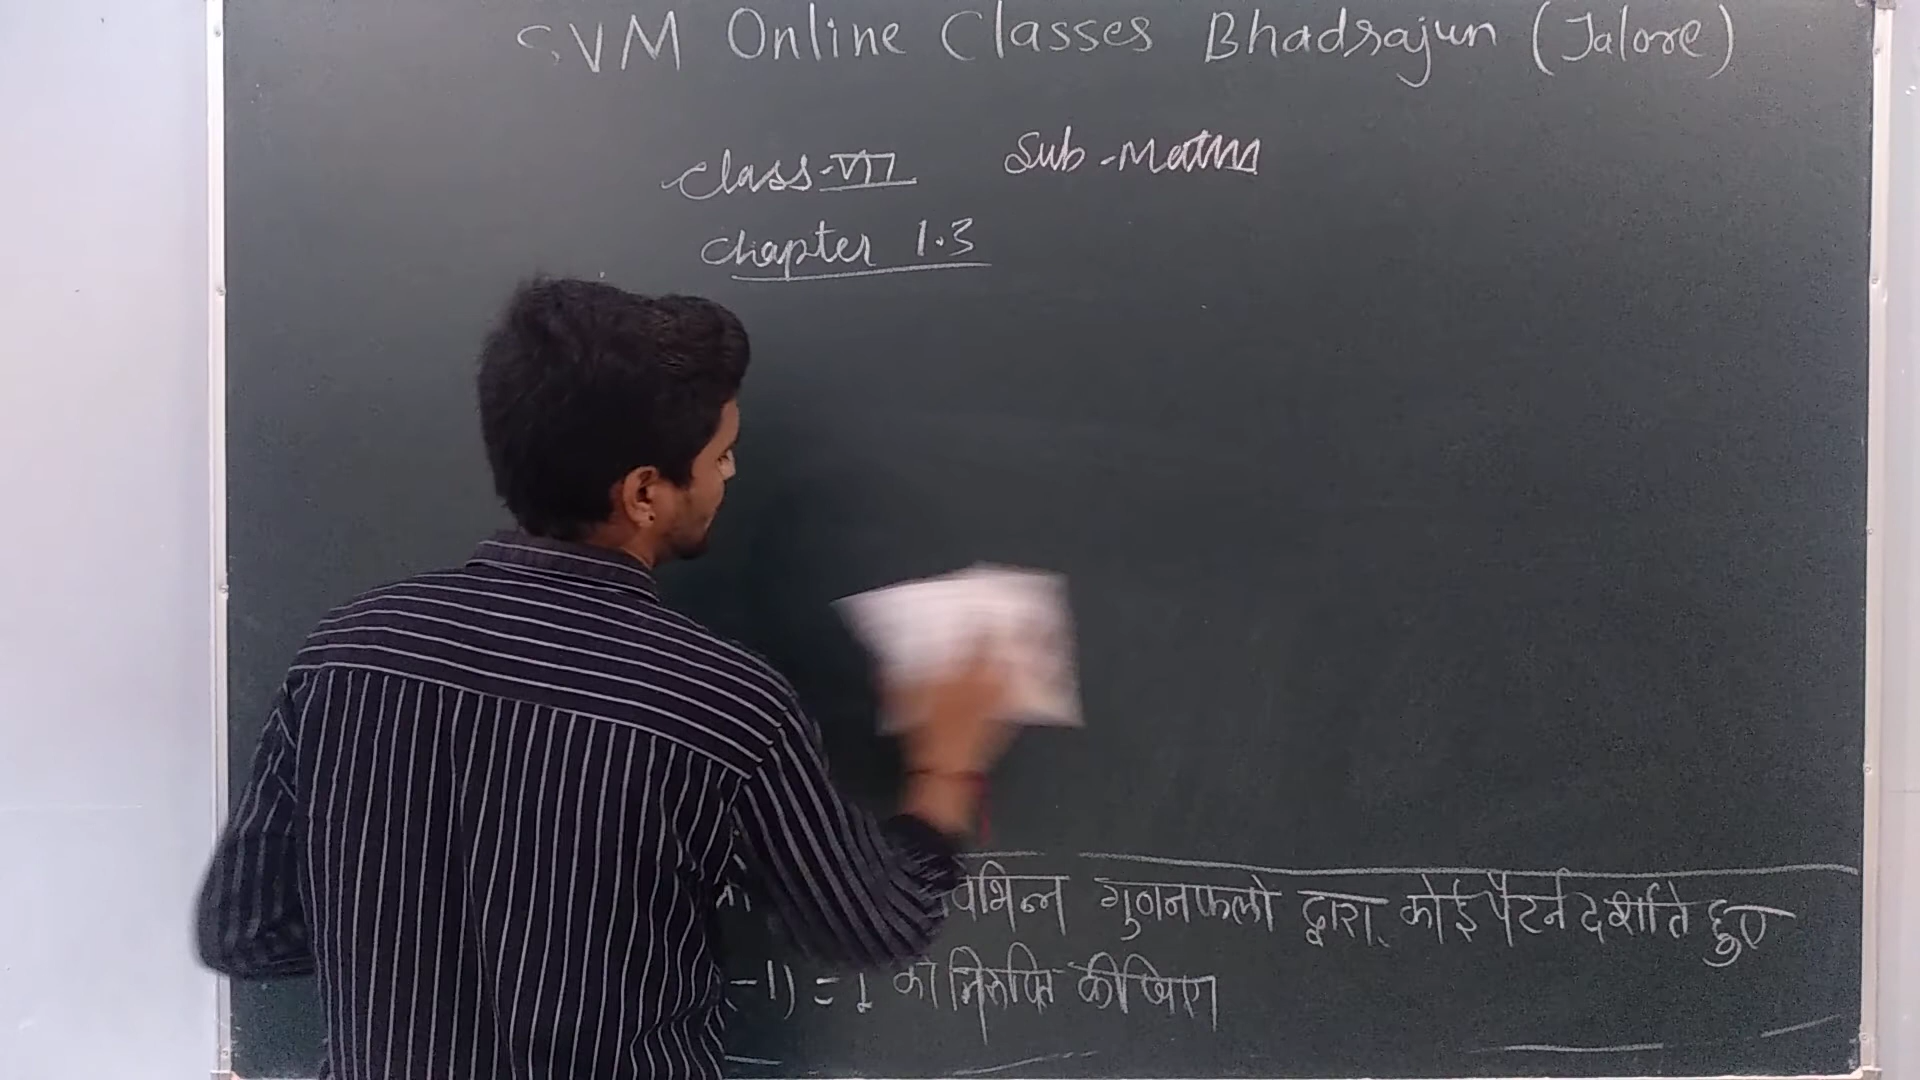 SVM Online Classes Bhadrajun (Jalore)
Class-VII Sub-Maths
Chapter 1.3
विभिन्न गुणनफलो द्वारा, कोई पैटर्न दर्शाते हुए
(-1) = 1 को निरुपित कीजिए